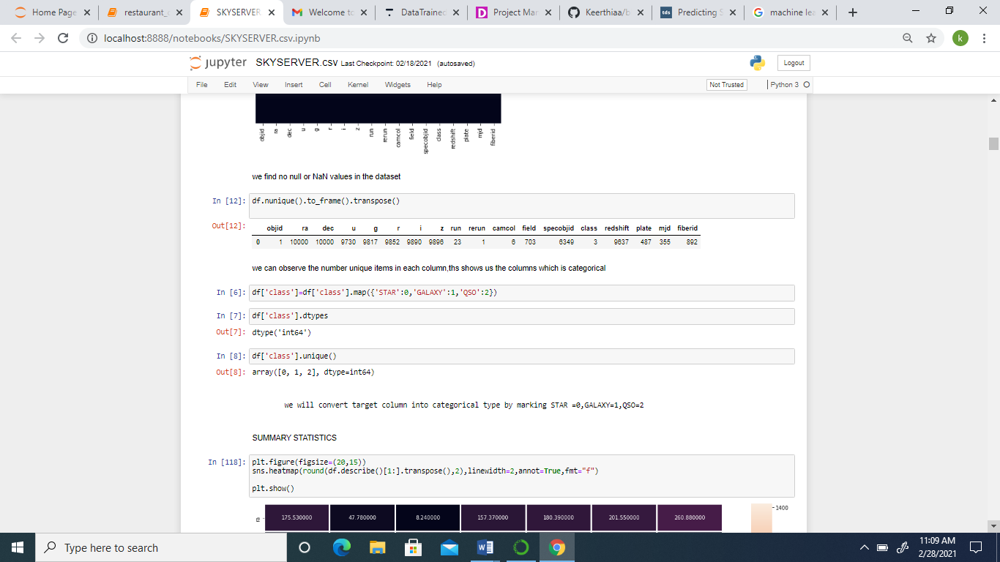 Home Page
restaurant_
SKYSERVER.
Welcome to
DataTrained
Project Mar
Keerthiaa/b
tds Predicting S
machine lea
localhost:8888/notebooks/SKYSERVER.csv.ipynb
k
jupyter SKYSERVER.csv Last Checkpoint: 02/18/2021 (autosaved)
Logout
File Edit View Insert Cell Kernel Widgets Help
Not Trusted
Python 3
objid ra dec u g r i z run rerun camcol field specobjid class redshift plate mjd fiberid
we find no null or NaN values in the dataset
In [12]: df.nunique().to_frame().transpose()
Out[12]: objid ra dec u g r i z run rerun camcol field specobjid class redshift plate mjd fiberid
0 1 10000 10000 9730 9817 9852 9890 9896 23 1 6 703 6349 3 9637 487 355 892
we can observe the number unique items in each column,ths shows us the columns which is categorical
In [6]: df['class']=df['class'].map({'STAR':0,'GALAXY':1,'QSO':2})
In [7]: df['class'].dtypes
Out[7]: dtype('int64')
In [8]: df['class'].unique()
Out[8]: array([0, 1, 2], dtype=int64)
we will convert target column into categorical type by marking STAR =0,GALAXY=1,QSO=2
SUMMARY STATISTICS
In [118]: plt.figure(figsize=(20,15))
sns.heatmap(round(df.describe()[1:].transpose(),2),linewidth=2,annot=True,fmt="f")
plt.show()
ra 175.530000 47.780000 8.240000 157.370000 180.390000 201.550000 260.880000
1400
Type here to search
11:09 AM
2/28/2021